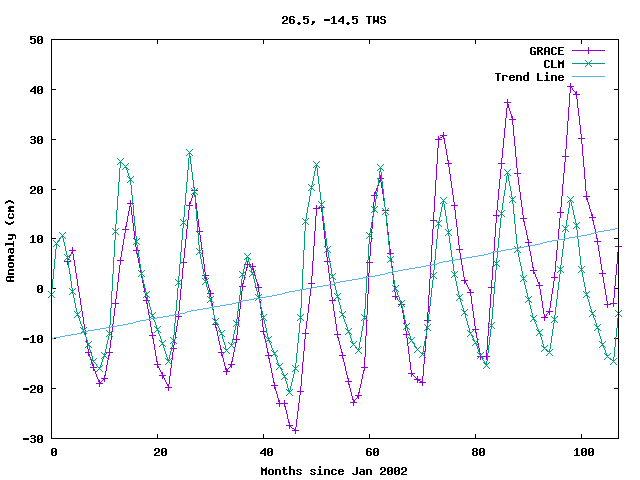 26.5, -14.5 TWS
GRACE
CLM
Trend Line
50
40
30
20
10
0
-10
-20
-30
Anomaly (cm)
0 20 40 60 80 100
Months since Jan 2002